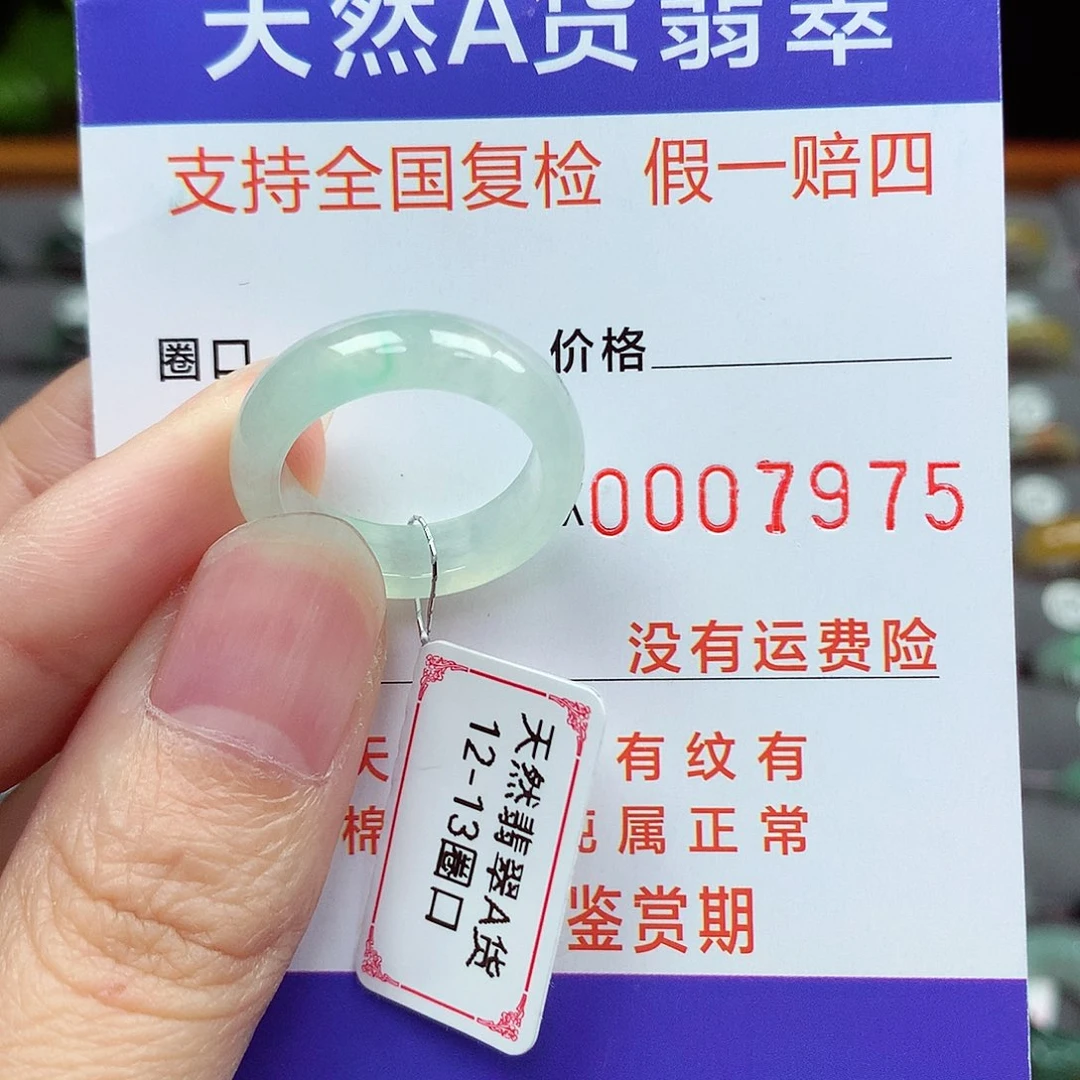 天然A货翡翠
支持全国复检 假一赔四
圈口
价格
0007975
没有运费险
天
有纹有
棉
属正常
鉴赏期
天然翡翠A货
12-13圈口